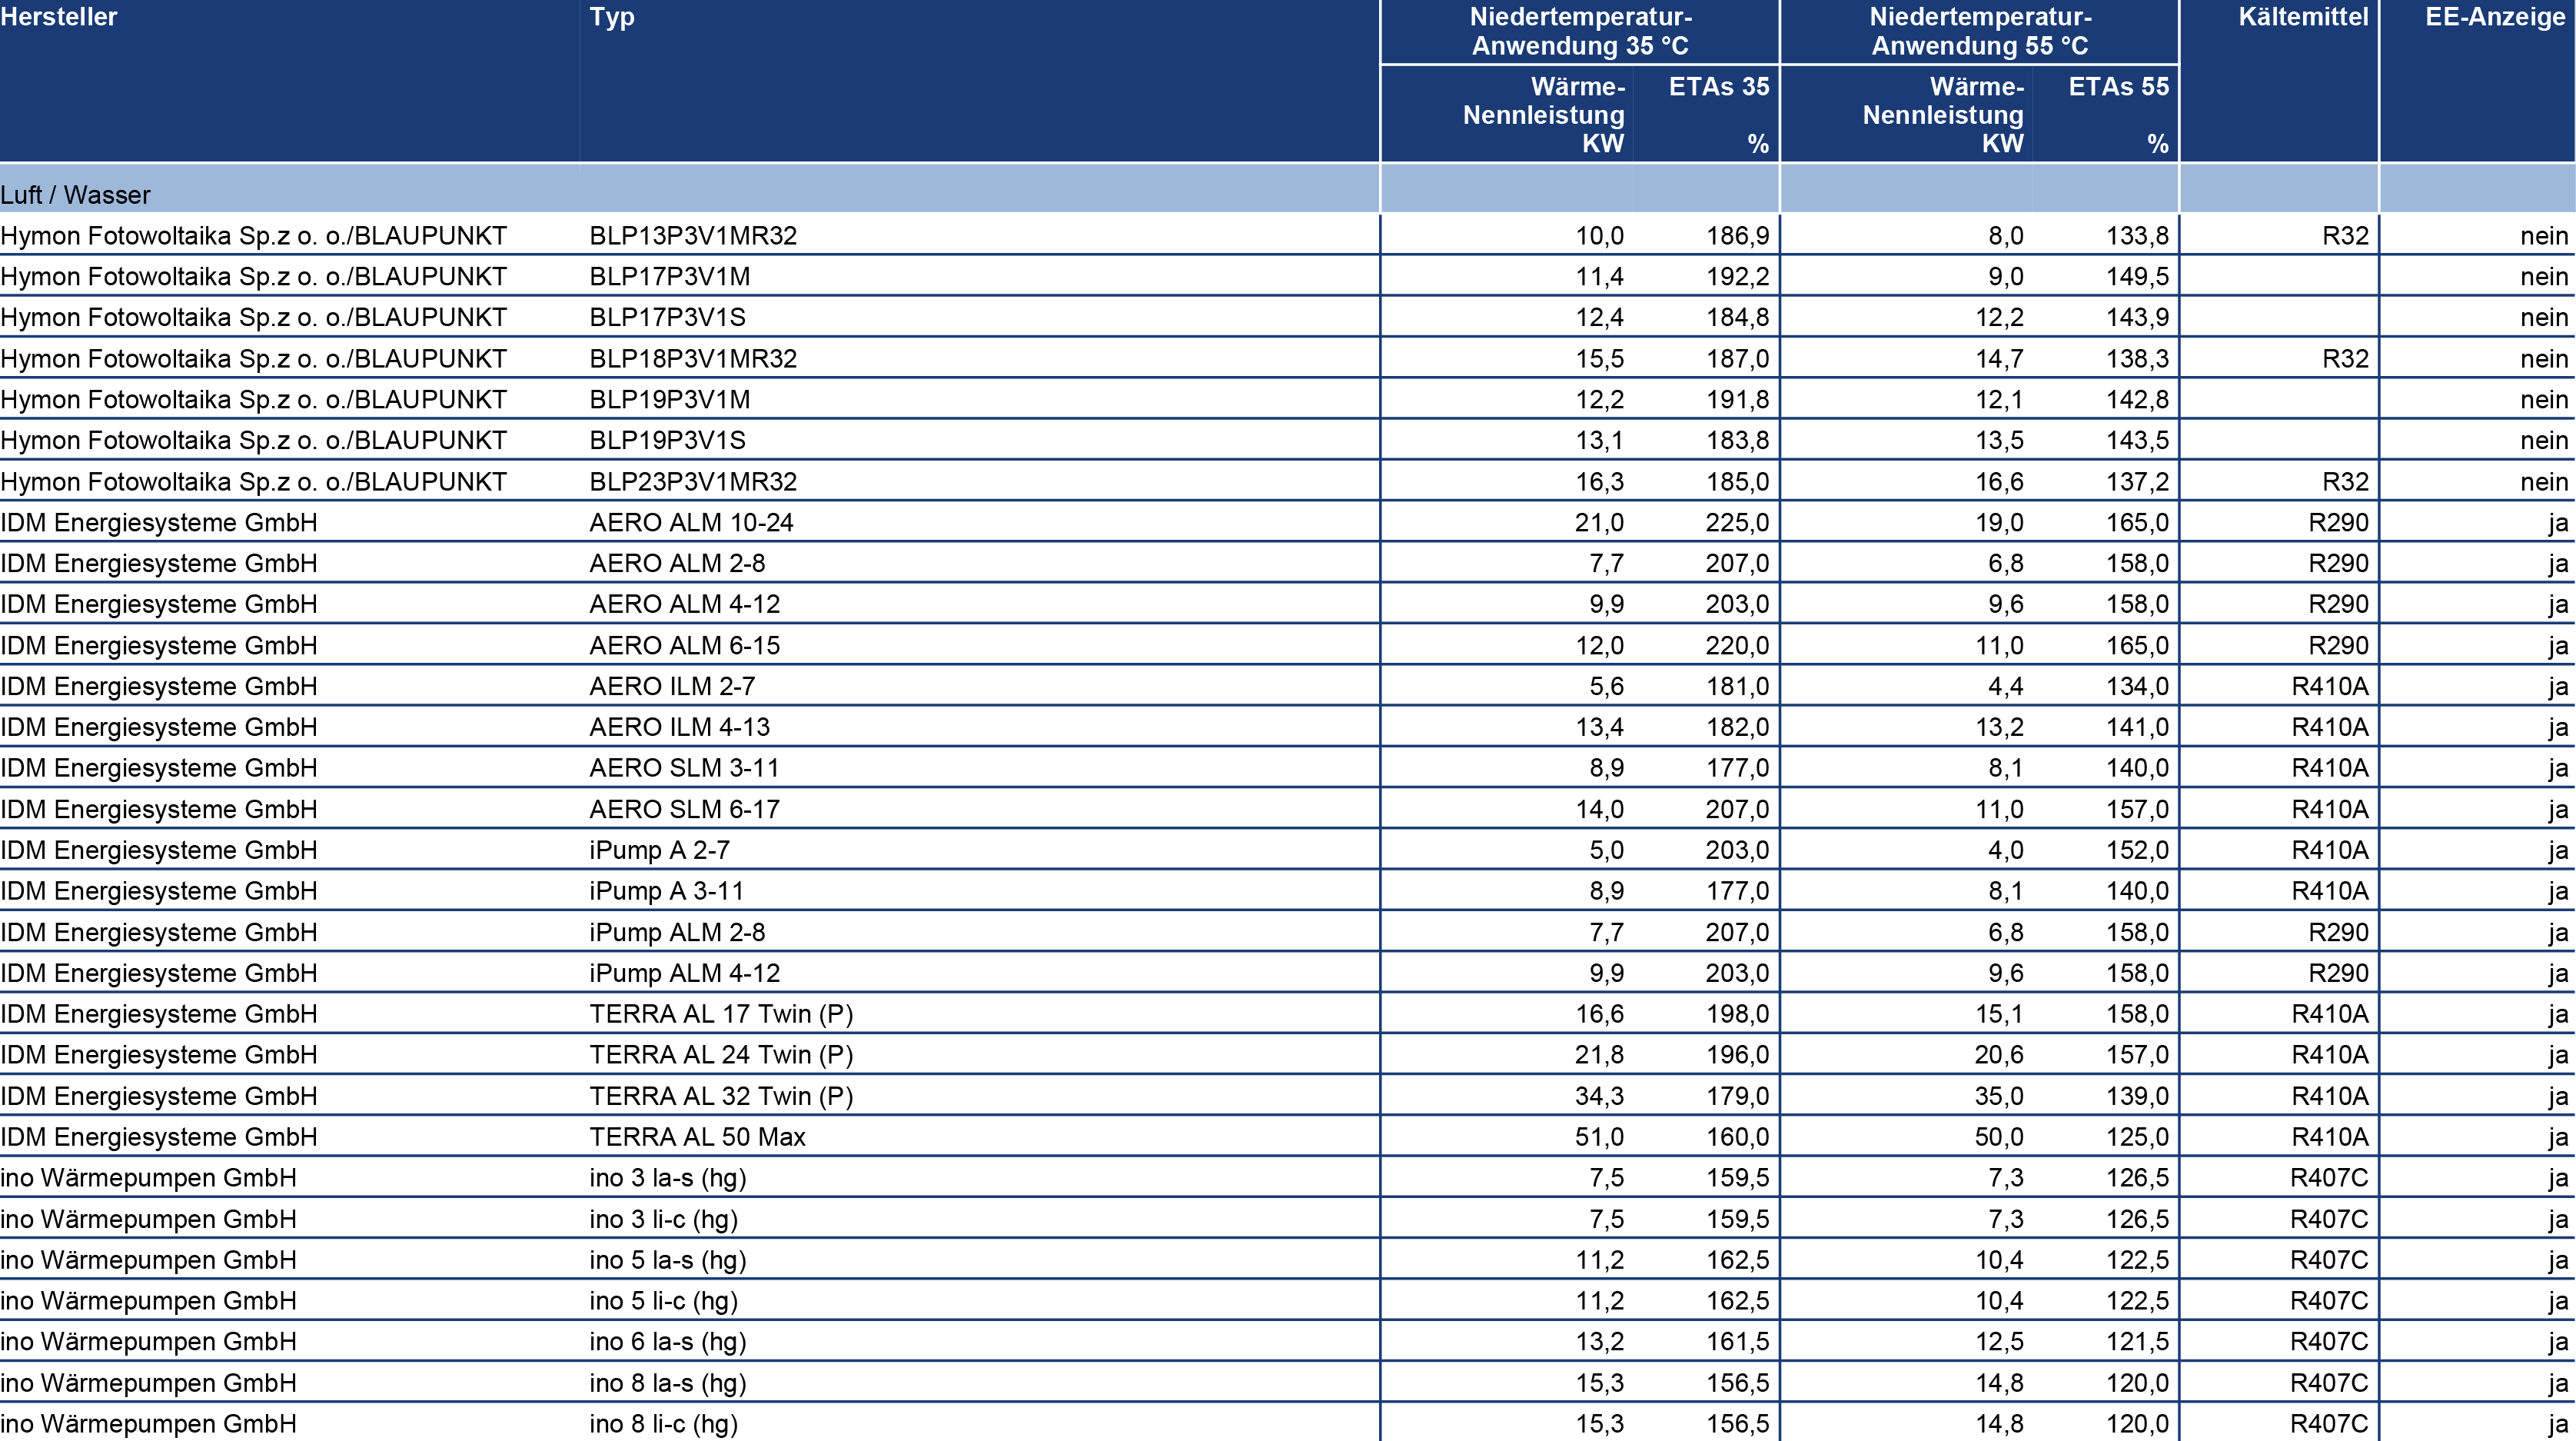 Hersteller Typ Niedertemperatur- Niedertemperatur- Kältemittel EE-Anzeige
Anwendung 35 °C Anwendung 55 °C
Wärme- ETAs 35 Wärme- ETAs 55
Nennleistung Nennleistung
KW % KW %
Luft / Wasser
Hymon Fotowoltaika Sp.z o. o./BLAUPUNKT BLP13P3V1MR32 10,0 186,9 8,0 133,8 R32 nein
Hymon Fotowoltaika Sp.z o. o./BLAUPUNKT BLP17P3V1M 11,4 192,2 9,0 149,5 nein
Hymon Fotowoltaika Sp.z o. o./BLAUPUNKT BLP17P3V1S 12,4 184,8 12,2 143,9 nein
Hymon Fotowoltaika Sp.z o. o./BLAUPUNKT BLP18P3V1MR32 15,5 187,0 14,7 138,3 R32 nein
Hymon Fotowoltaika Sp.z o. o./BLAUPUNKT BLP19P3V1M 12,2 191,8 12,1 142,8 nein
Hymon Fotowoltaika Sp.z o. o./BLAUPUNKT BLP19P3V1S 13,1 183,8 13,5 143,5 nein
Hymon Fotowoltaika Sp.z o. o./BLAUPUNKT BLP23P3V1MR32 16,3 185,0 16,6 137,2 R32 nein
IDM Energiesysteme GmbH AERO ALM 10-24 21,0 225,0 19,0 165,0 R290 ja
IDM Energiesysteme GmbH AERO ALM 2-8 7,7 207,0 6,8 158,0 R290 ja
IDM Energiesysteme GmbH AERO ALM 4-12 9,9 203,0 9,6 158,0 R290 ja
IDM Energiesysteme GmbH AERO ALM 6-15 12,0 220,0 11,0 165,0 R290 ja
IDM Energiesysteme GmbH AERO ILM 2-7 5,6 181,0 4,4 134,0 R410A ja
IDM Energiesysteme GmbH AERO ILM 4-13 13,4 182,0 13,2 141,0 R410A ja
IDM Energiesysteme GmbH AERO SLM 3-11 8,9 177,0 8,1 140,0 R410A ja
IDM Energiesysteme GmbH AERO SLM 6-17 14,0 207,0 11,0 157,0 R410A ja
IDM Energiesysteme GmbH iPump A 2-7 5,0 203,0 4,0 152,0 R410A ja
IDM Energiesysteme GmbH iPump A 3-11 8,9 177,0 8,1 140,0 R410A ja
IDM Energiesysteme GmbH iPump ALM 2-8 7,7 207,0 6,8 158,0 R290 ja
IDM Energiesysteme GmbH iPump ALM 4-12 9,9 203,0 9,6 158,0 R290 ja
IDM Energiesysteme GmbH TERRA AL 17 Twin (P) 16,6 198,0 15,1 158,0 R410A ja
IDM Energiesysteme GmbH TERRA AL 24 Twin (P) 21,8 196,0 20,6 157,0 R410A ja
IDM Energiesysteme GmbH TERRA AL 32 Twin (P) 34,3 179,0 35,0 139,0 R410A ja
IDM Energiesysteme GmbH TERRA AL 50 Max 51,0 160,0 50,0 125,0 R410A ja
ino Wärmepumpen GmbH ino 3 la-s (hg) 7,5 159,5 7,3 126,5 R407C ja
ino Wärmepumpen GmbH ino 3 li-c (hg) 7,5 159,5 7,3 126,5 R407C ja
ino Wärmepumpen GmbH ino 5 la-s (hg) 11,2 162,5 10,4 122,5 R407C ja
ino Wärmepumpen GmbH ino 5 li-c (hg) 11,2 162,5 10,4 122,5 R407C ja
ino Wärmepumpen GmbH ino 6 la-s (hg) 13,2 161,5 12,5 121,5 R407C ja
ino Wärmepumpen GmbH ino 8 la-s (hg) 15,3 156,5 14,8 120,0 R407C ja
ino Wärmepumpen GmbH ino 8 li-c (hg) 15,3 156,5 14,8 120,0 R407C ja